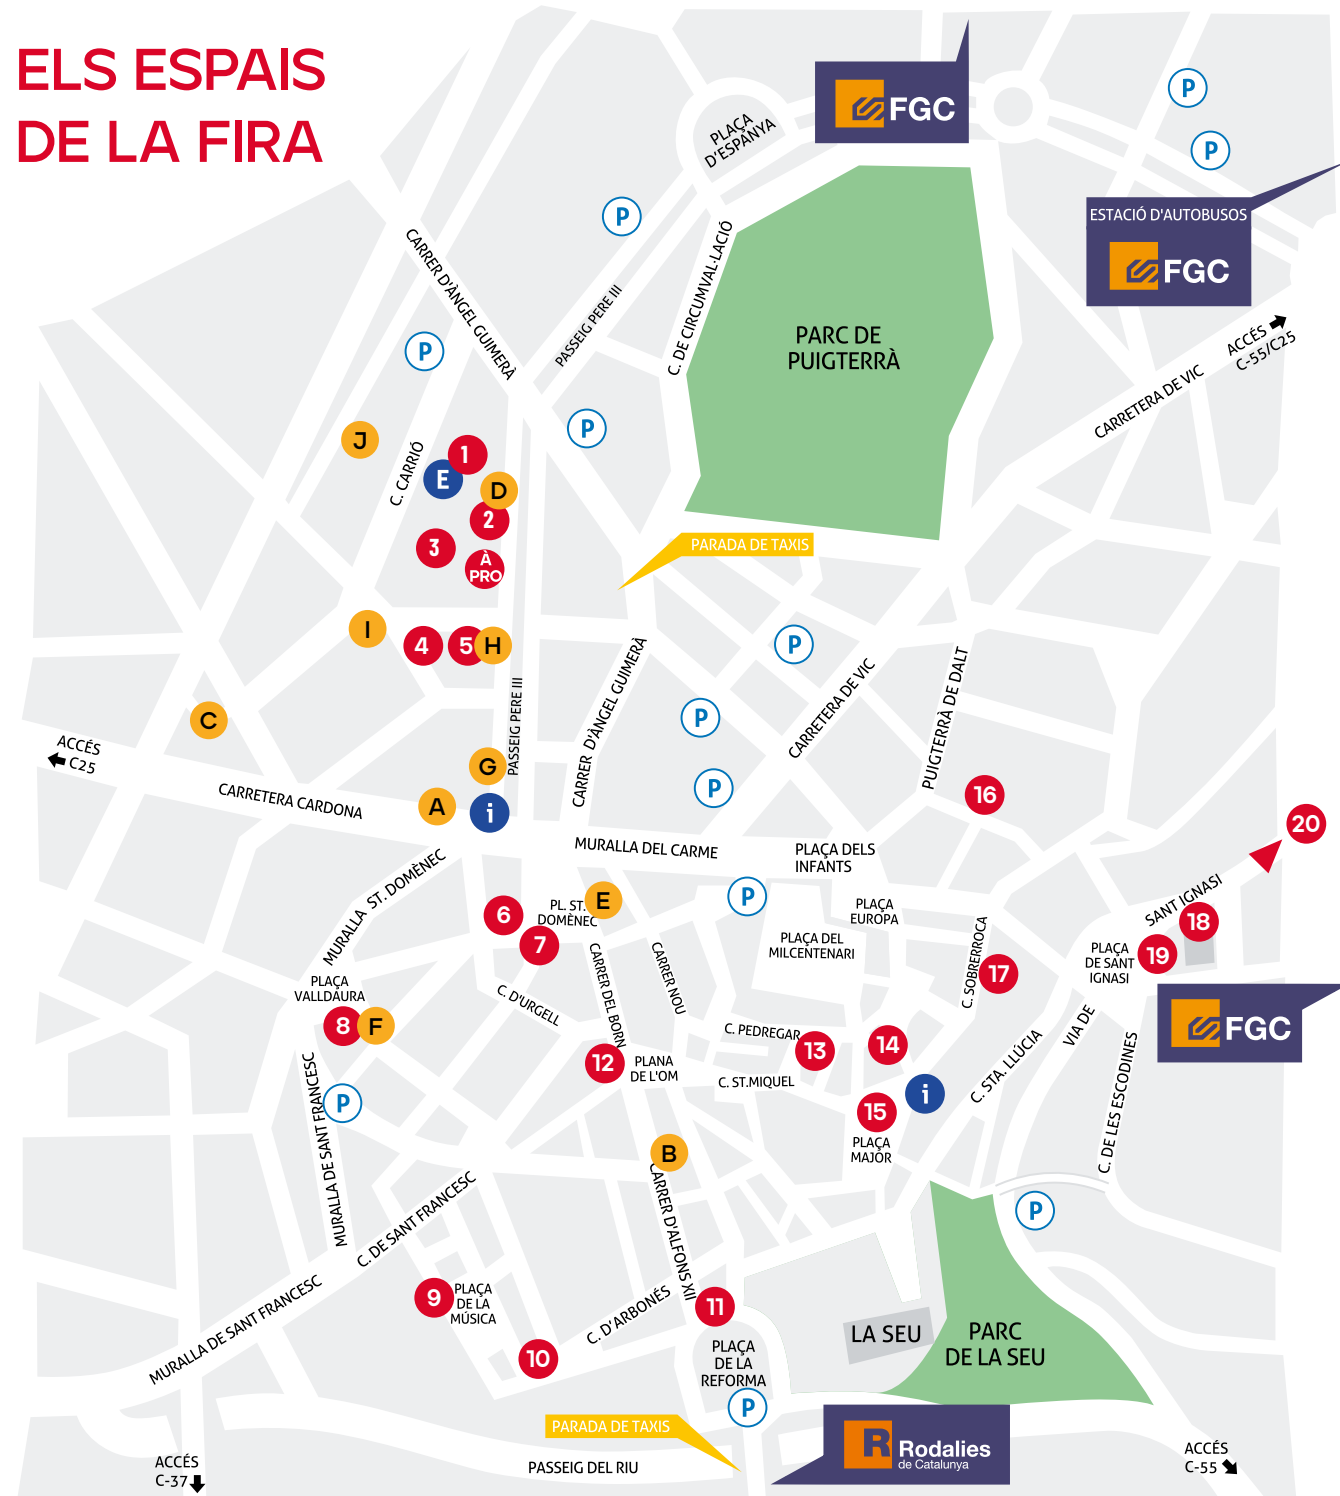 ELS ESPAIS
DE LA FIRA
FGC
P
P
PLAÇA
D'ESPANYA
ESTACIÓ D'AUTOBUSOS
FGC
P
CARRER D'ÀNGEL GUIMERÀ
PASSEIG PERE III
C. DE CIRCUMVAL·LACIÓ
PARC DE
PUIGTERRÀ
ACCÉS
C-55/C25
CARRETERA DE VIC
P
P
J
C. CARRIÓ
1
E
D
2
3
À
PRO
PARADA DE TAXIS
I
4
5
H
P
CARRER D'ÀNGEL GUIMERÀ
CARRETERA DE VIC
PUIGTERRÀ DE DALT
PASSEIG PERE III
C
P
ACCÉS
C25
G
P
16
CARRETERA CARDONA
A
i
20
MURALLA DEL CARME
PLAÇA DELS
INFANTS
MURALLA ST. DOMÈNEC
P
E
6
PL. ST.
DOMÈNEC
7
PLAÇA
EUROPA
PLAÇA DEL
MILCENTENARI
SANT IGNASI
18
PLAÇA
DE SANT
IGNASI
19
C. SOBRERROCA
17
CARRER DEL BORN
CARRER NOU
PLAÇA
VALLDAURA
8
F
C. D'URGELL
FGC
VIA DE
C. PEDREGAR
13
14
12
PLANA
DE L'OM
C. ST.MIQUEL
C. STA. LLÚCIA
i
15
P
MURALLA DE SANT FRANCESC
PLAÇA
MAJOR
C. DE LES ESCODINES
B
CARRER D'ALFONS XII
P
C. DE SANT FRANCESC
9
PLAÇA
DE LA
MÚSICA
11
C. D'ARBONÉS
MURALLA DE SANT FRANCESC
10
PLAÇA
DE LA
REFORMA
LA SEU
PARC
DE LA SEU
P
PARADA DE TAXIS
R Rodalies
de Catalunya
PASSEIG DEL RIU
ACCÉS
C-37
ACCÉS
C-55